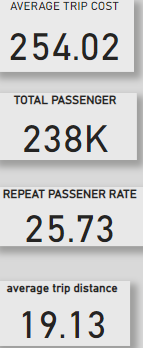 AVERAGE TRIP COST
254.02
TOTAL PASSENGER
238K
REPEAT PASSENER RATE
25.73
average trip distance
19.13